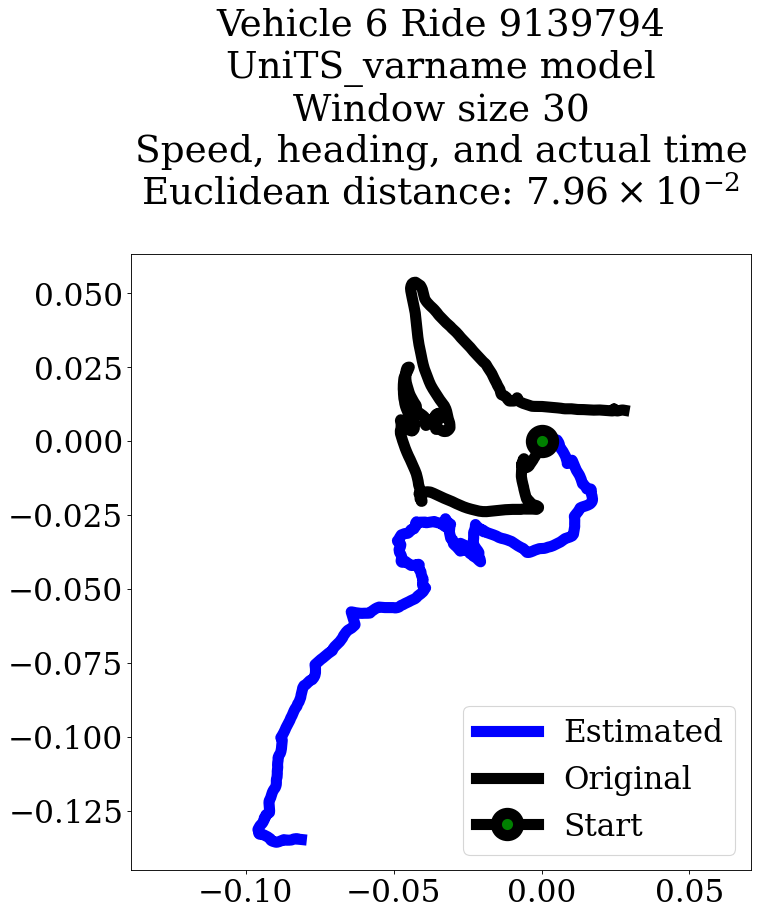 Vehicle 6 Ride 9139794
UniTS_varname model
Window size 30
Speed, heading, and actual time
Euclidean distance: 7.96 × 10⁻²
0.050
0.025
0.000
−0.025
−0.050
−0.075
−0.100
−0.125
Estimated
Original
Start
−0.10
−0.05
0.00
0.05